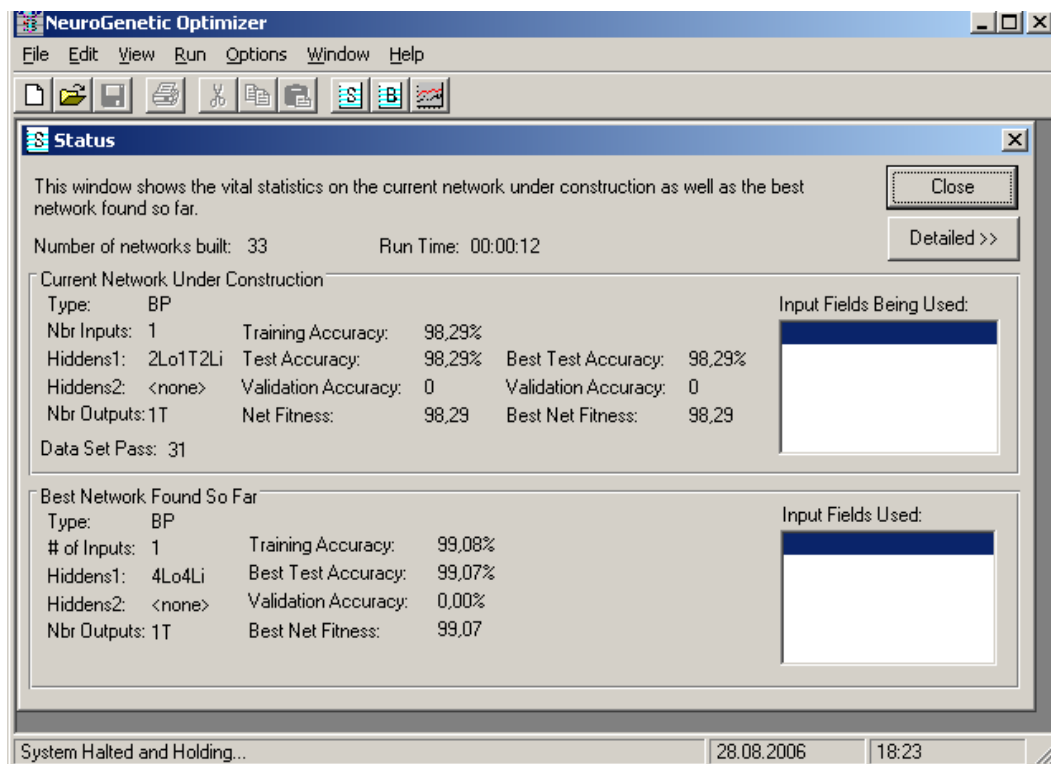 NeuroGenetic Optimizer
File Edit View Run Options Window Help
S B
S Status
This window shows the vital statistics on the current network under construction as well as the best
network found so far.
Close
Number of networks built: 33 Run Time: 00:00:12
Detailed >>
Current Network Under Construction
Type: BP
Input Fields Being Used:
Nbr Inputs: 1 Training Accuracy: 98,29%
Hiddens1: 2Lo1T2Li Test Accuracy: 98,29% Best Test Accuracy: 98,29%
Hiddens2: <none> Validation Accuracy: 0 Validation Accuracy: 0
Nbr Outputs: 1T Net Fitness: 98,29 Best Net Fitness: 98,29
Data Set Pass: 31
Best Network Found So Far
Type: BP
Input Fields Used:
# of Inputs: 1 Training Accuracy: 99,08%
Hiddens1: 4Lo4Li Best Test Accuracy: 99,07%
Hiddens2: <none> Validation Accuracy: 0,00%
Nbr Outputs: 1T Best Net Fitness: 99,07
System Halted and Holding... 28.08.2006 18:23